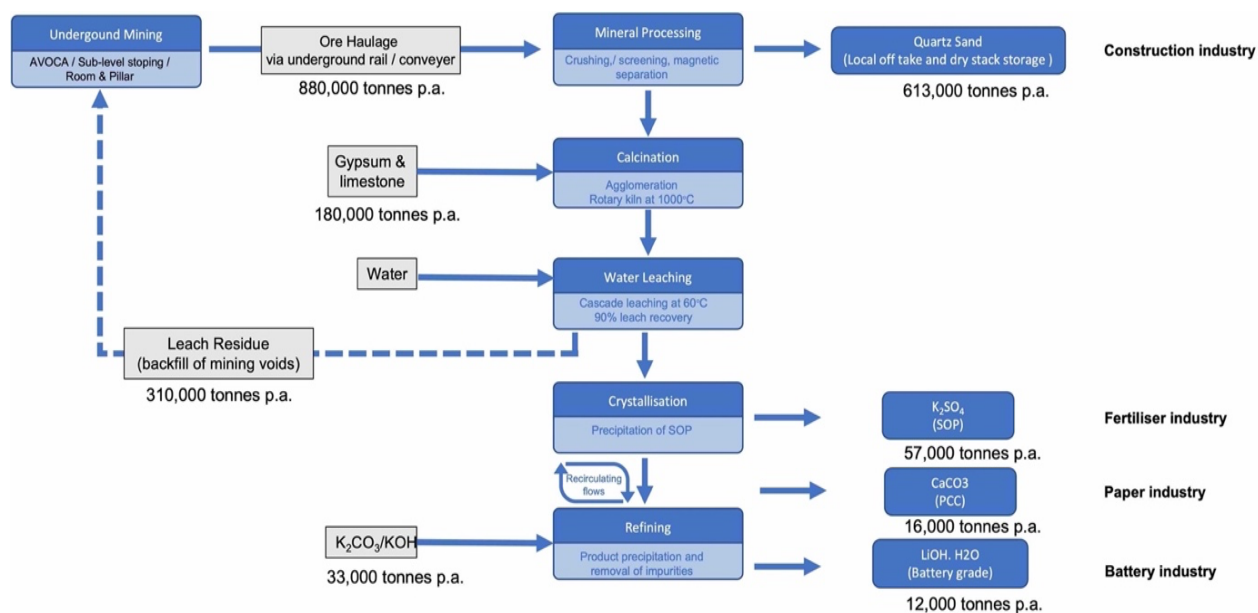 Undergound Mining
AVOCA / Sub-level stoping /
Room & Pillar
Ore Haulage
via underground rail / conveyer
880,000 tonnes p.a.
Mineral Processing
Crushing,/ screening, magnetic
separation
Quartz Sand
(Local off take and dry stack storage )
613,000 tonnes p.a.
Construction industry
Gypsum &
limestone
180,000 tonnes p.a.
Calcination
Agglomeration
Rotary kiln at 1000°C
Water
Water Leaching
Cascade leaching at 60°C
90% leach recovery
Leach Residue
(backfill of mining voids)
310,000 tonnes p.a.
Crystallisation
Precipitation of SOP
K₂SO₄
(SOP)
57,000 tonnes p.a.
Fertiliser industry
Recirculating
flows
CaCO3
(PCC)
16,000 tonnes p.a.
Paper industry
K₂CO₃/KOH
33,000 tonnes p.a.
Refining
Product precipitation and
removal of impurities
LiOH. H2O
(Battery grade)
12,000 tonnes p.a.
Battery industry